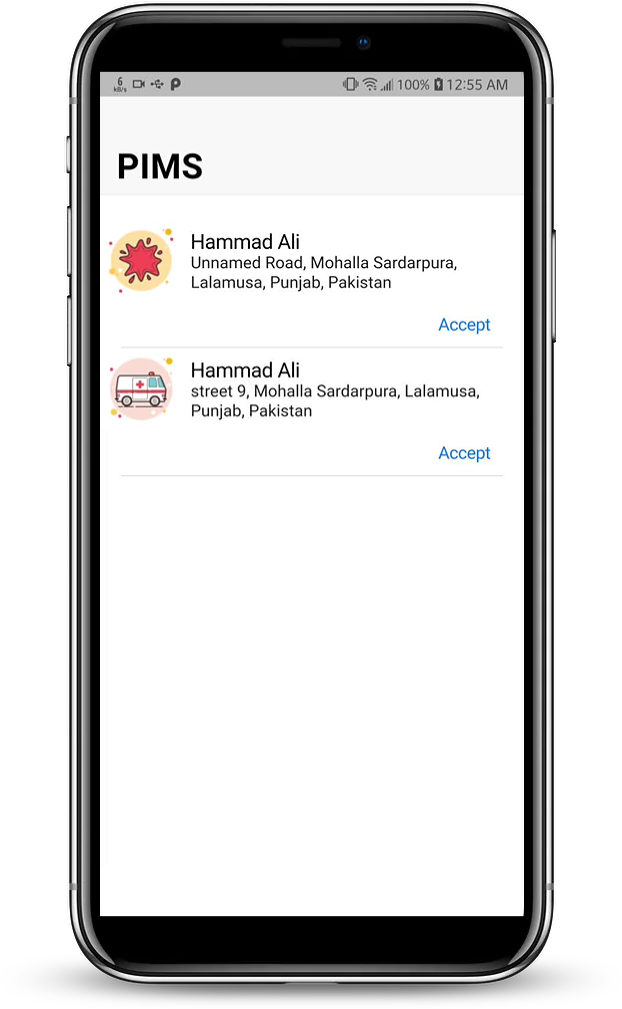 6
kB/s
100%
12:55 AM
PIMS
Hammad Ali
Unnamed Road, Mohalla Sardarpura,
Lalamusa, Punjab, Pakistan
Accept
Hammad Ali
street 9, Mohalla Sardarpura, Lalamusa,
Punjab, Pakistan
Accept